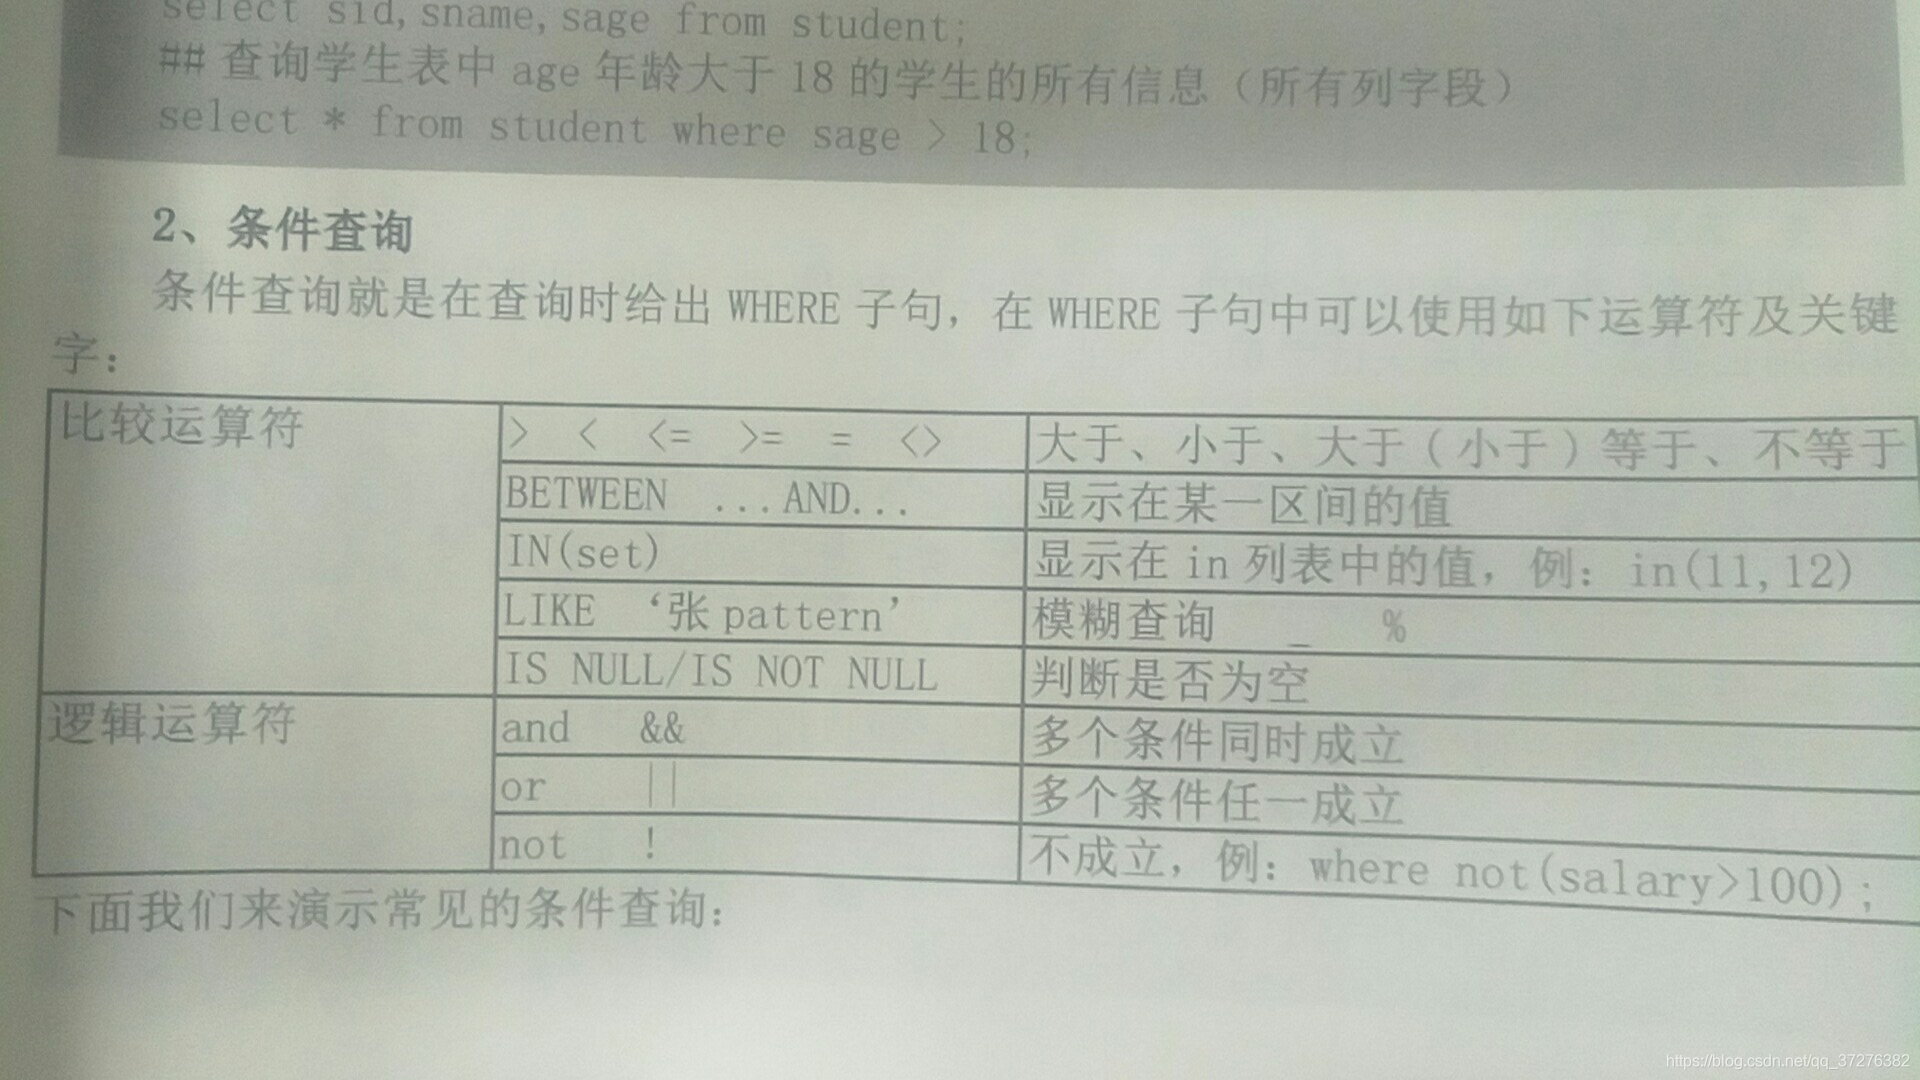 select sid,sname,sage from student;
## 查询学生表中 age 年龄大于 18 的学生的所有信息（所有列字段）
select * from student where sage > 18;
2、条件查询
条件查询就是在查询时给出 WHERE 子句，在 WHERE 子句中可以使用如下运算符及关键
字：
比较运算符 > < <= >= = <> 大于、小于、大于(小于)等于、不等于
BETWEEN ...AND... 显示在某一区间的值
IN(set) 显示在 in 列表中的值，例：in(11,12)
LIKE ‘张 pattern’ 模糊查询 _ %
IS NULL/IS NOT NULL 判断是否为空
逻辑运算符 and && 多个条件同时成立
or || 多个条件任一成立
not ! 不成立，例：where not(salary>100);
下面我们来演示常见的条件查询：
https://blog.csdn.net/qq_37276382